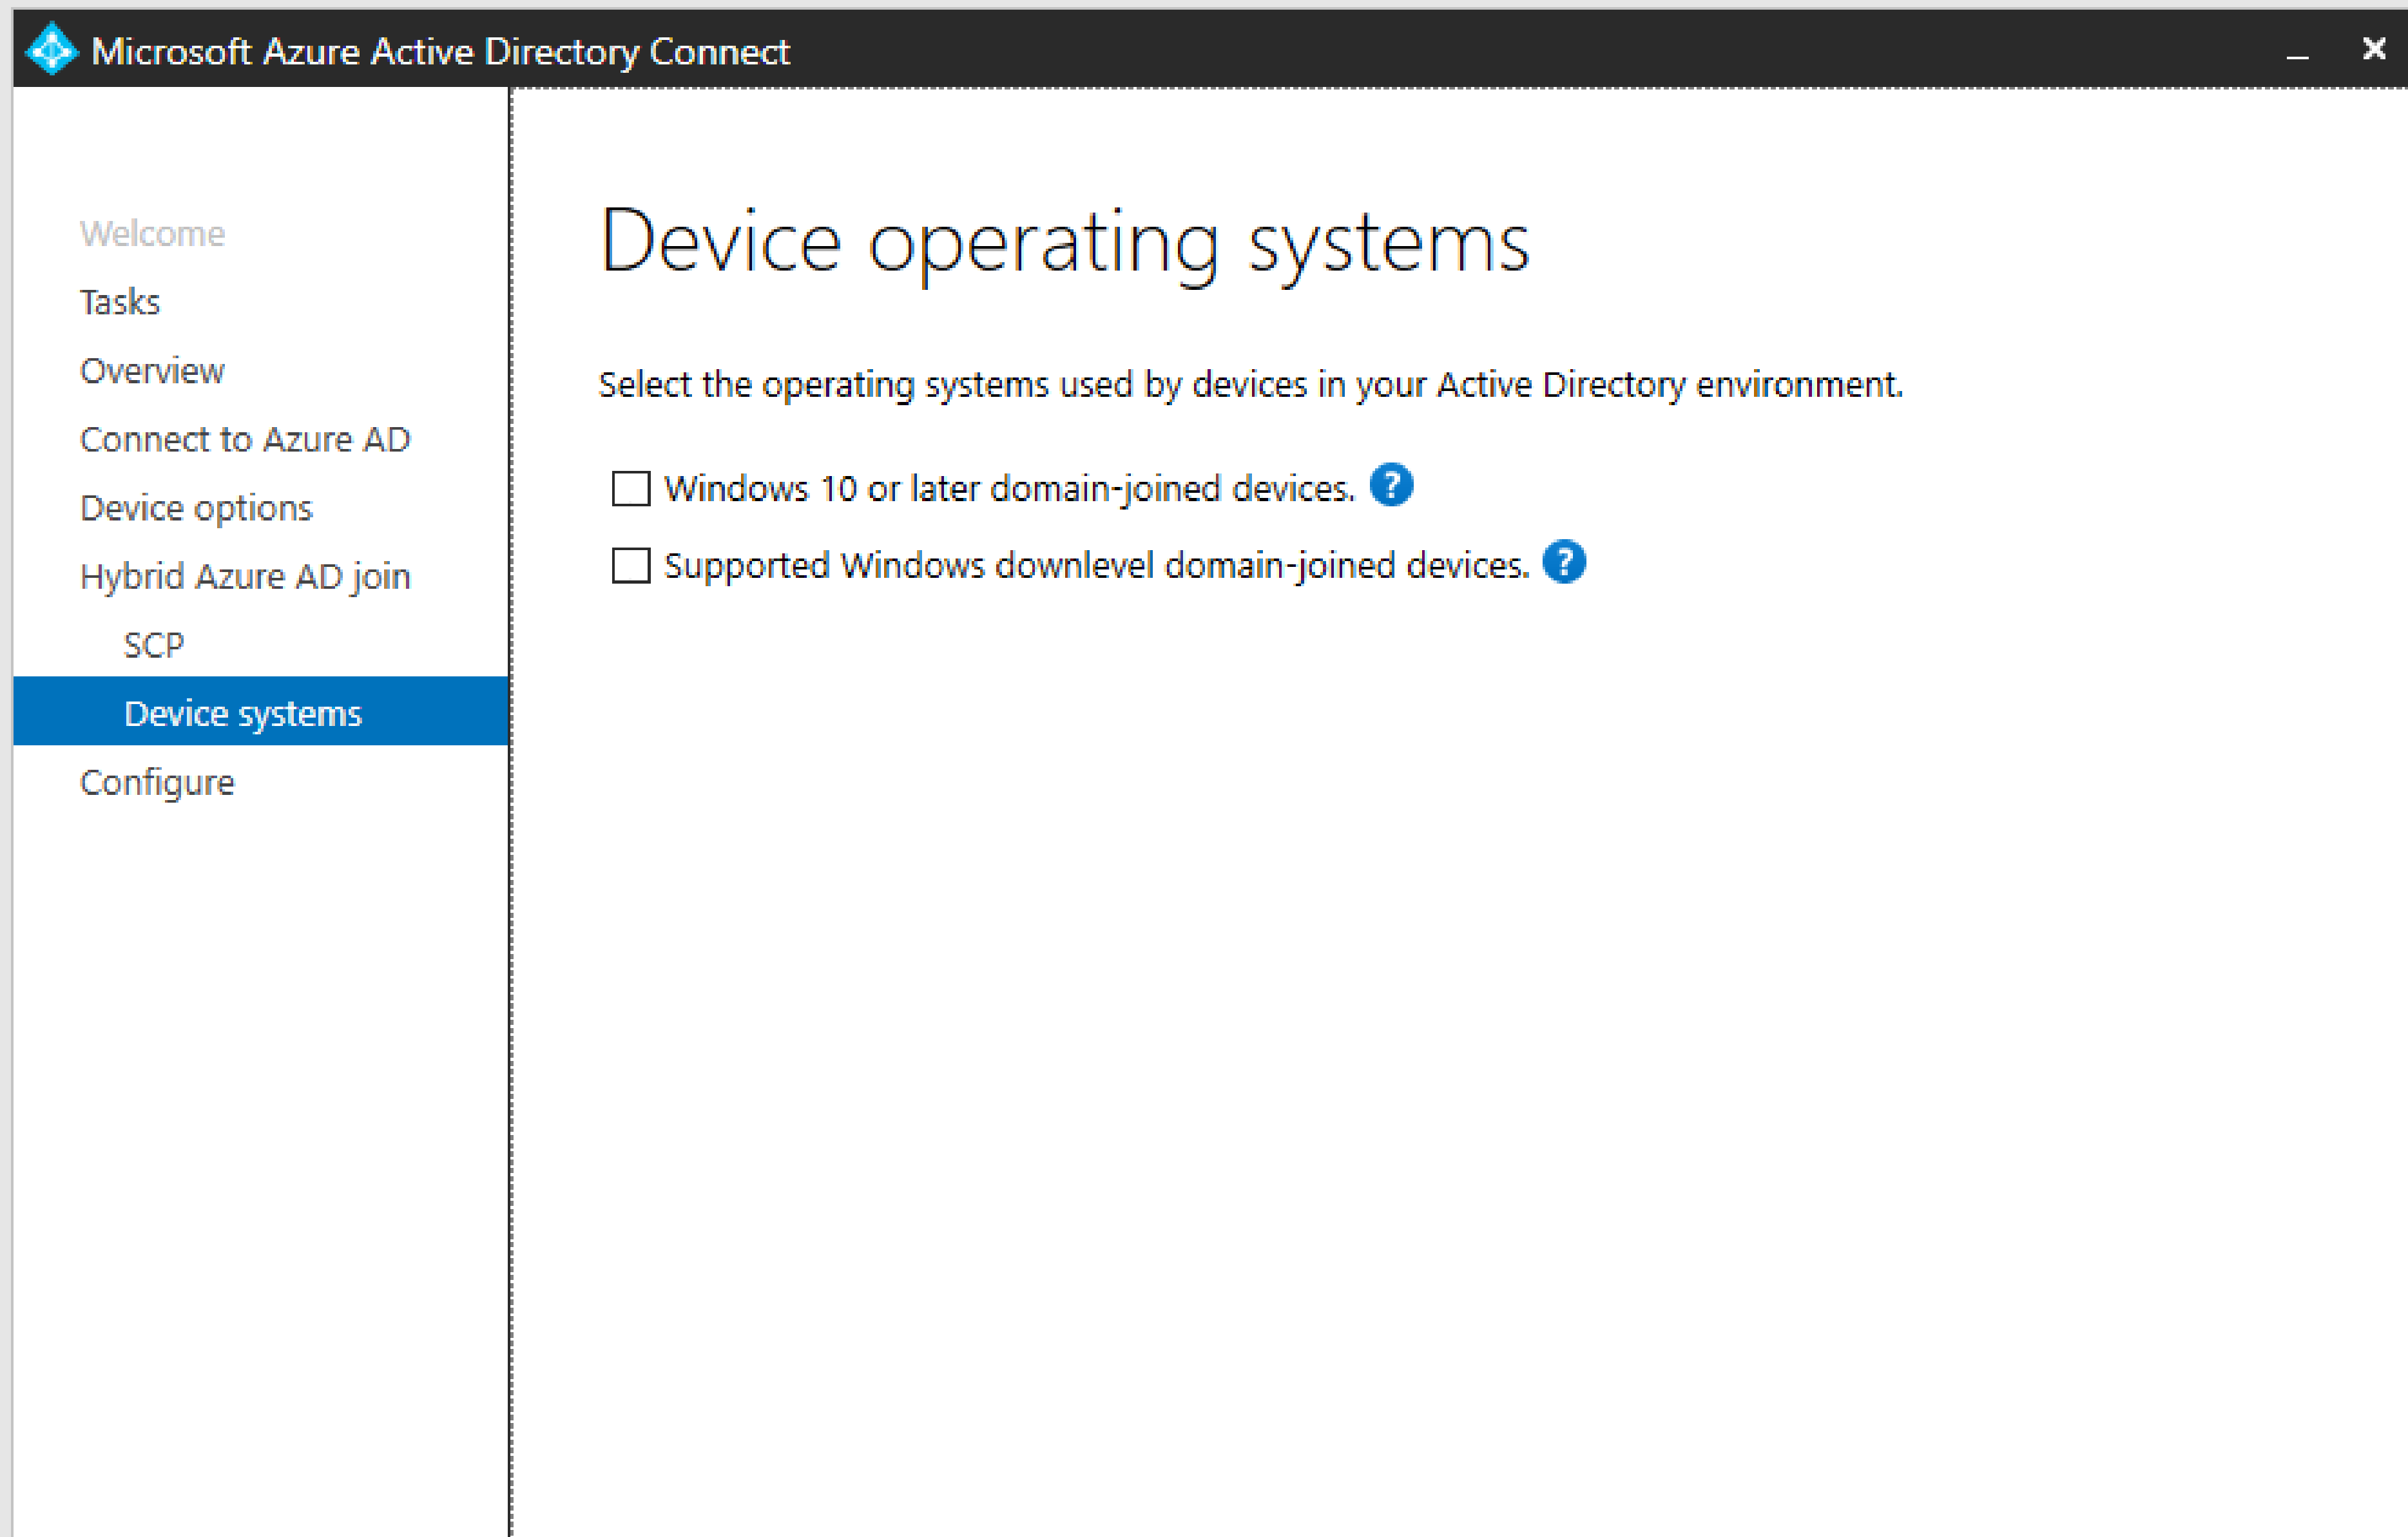 Microsoft Azure Active Directory Connect
Welcome
Tasks
Overview
Connect to Azure AD
Device options
Hybrid Azure AD join
SCP
Device systems
Configure
Device operating systems
Select the operating systems used by devices in your Active Directory environment.
Windows 10 or later domain-joined devices. ?
Supported Windows downlevel domain-joined devices. ?